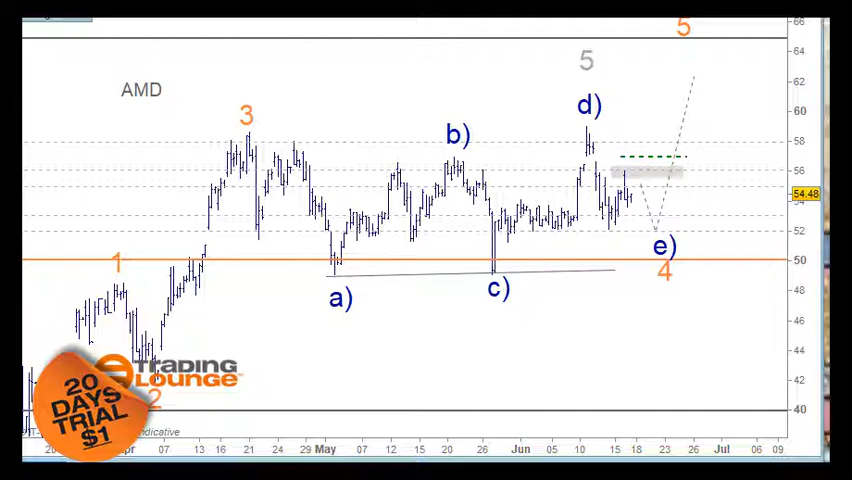 5
66
64
5
62
AMD
d)
60
3
b)
58
56
54.48
54
52
e)
1
50
4
a)
c)
48
46
TRADING
LOUNGE
44
42
20
DAYS
TRIAL
$1
2
40
indicative
20
Apr
07
13
16
21
24
29
May
07
12
15
20
26
Jun
05
10
15
18
23
26
Jul
06
09